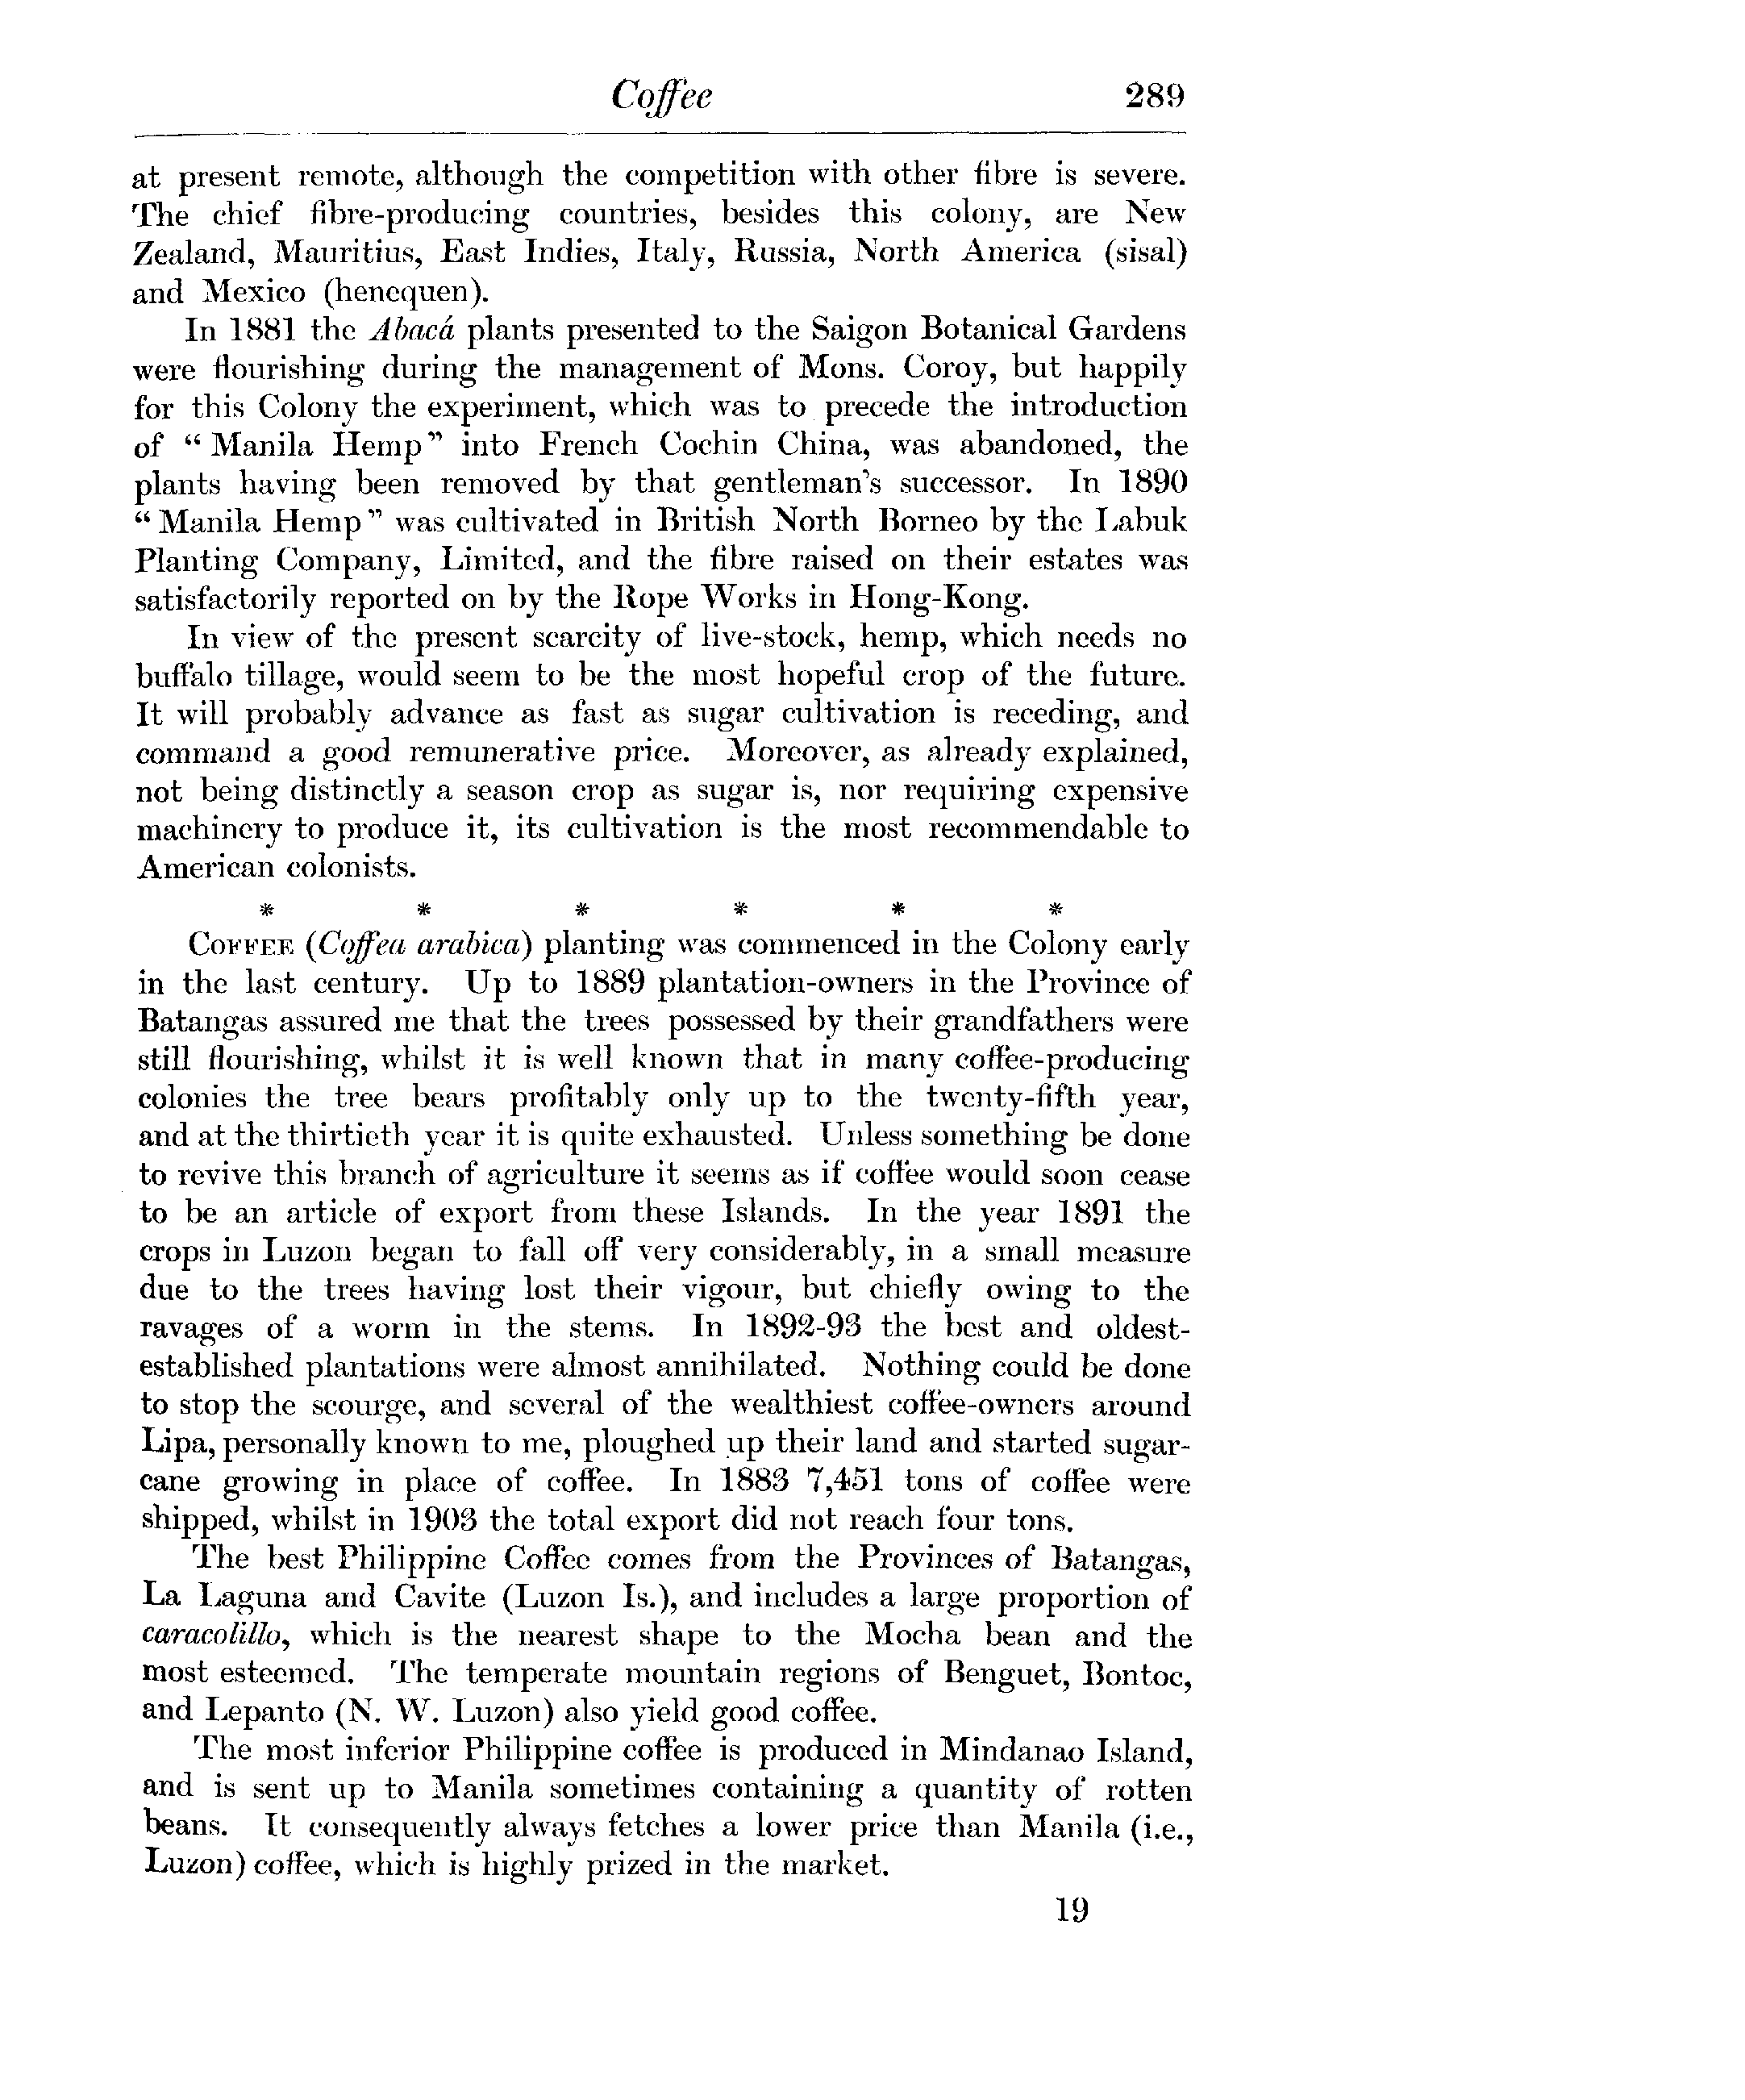 Coffee 289
at present remote, although the competition with other fibre is severe.
The chief fibre-producing countries, besides this colony, are New
Zealand, Mauritius, East Indies, Italy, Russia, North America (sisal)
and Mexico (henequen).
In 1881 the Abacá plants presented to the Saigon Botanical Gardens
were flourishing during the management of Mons. Coroy, but happily
for this Colony the experiment, which was to precede the introduction
of “Manila Hemp” into French Cochin China, was abandoned, the
plants having been removed by that gentleman’s successor. In 1890
“Manila Hemp” was cultivated in British North Borneo by the Labuk
Planting Company, Limited, and the fibre raised on their estates was
satisfactorily reported on by the Rope Works in Hong-Kong.
In view of the present scarcity of live-stock, hemp, which needs no
buffalo tillage, would seem to be the most hopeful crop of the future.
It will probably advance as fast as sugar cultivation is receding, and
command a good remunerative price. Moreover, as already explained,
not being distinctly a season crop as sugar is, nor requiring expensive
machinery to produce it, its cultivation is the most recommendable to
American colonists.
* * * * * *
COFFEE (Coffea arabica) planting was commenced in the Colony early
in the last century. Up to 1889 plantation-owners in the Province of
Batangas assured me that the trees possessed by their grandfathers were
still flourishing, whilst it is well known that in many coffee-producing
colonies the tree bears profitably only up to the twenty-fifth year,
and at the thirtieth year it is quite exhausted. Unless something be done
to revive this branch of agriculture it seems as if coffee would soon cease
to be an article of export from these Islands. In the year 1891 the
crops in Luzon began to fall off very considerably, in a small measure
due to the trees having lost their vigour, but chiefly owing to the
ravages of a worm in the stems. In 1892-93 the best and oldest-
established plantations were almost annihilated. Nothing could be done
to stop the scourge, and several of the wealthiest coffee-owners around
Lipa, personally known to me, ploughed up their land and started sugar-
cane growing in place of coffee. In 1883 7,451 tons of coffee were
shipped, whilst in 1903 the total export did not reach four tons.
The best Philippine Coffee comes from the Provinces of Batangas,
La Laguna and Cavite (Luzon Is.), and includes a large proportion of
caracolillo, which is the nearest shape to the Mocha bean and the
most esteemed. The temperate mountain regions of Benguet, Bontoc,
and Lepanto (N. W. Luzon) also yield good coffee.
The most inferior Philippine coffee is produced in Mindanao Island,
and is sent up to Manila sometimes containing a quantity of rotten
beans. It consequently always fetches a lower price than Manila (i.e.,
Luzon) coffee, which is highly prized in the market.
19